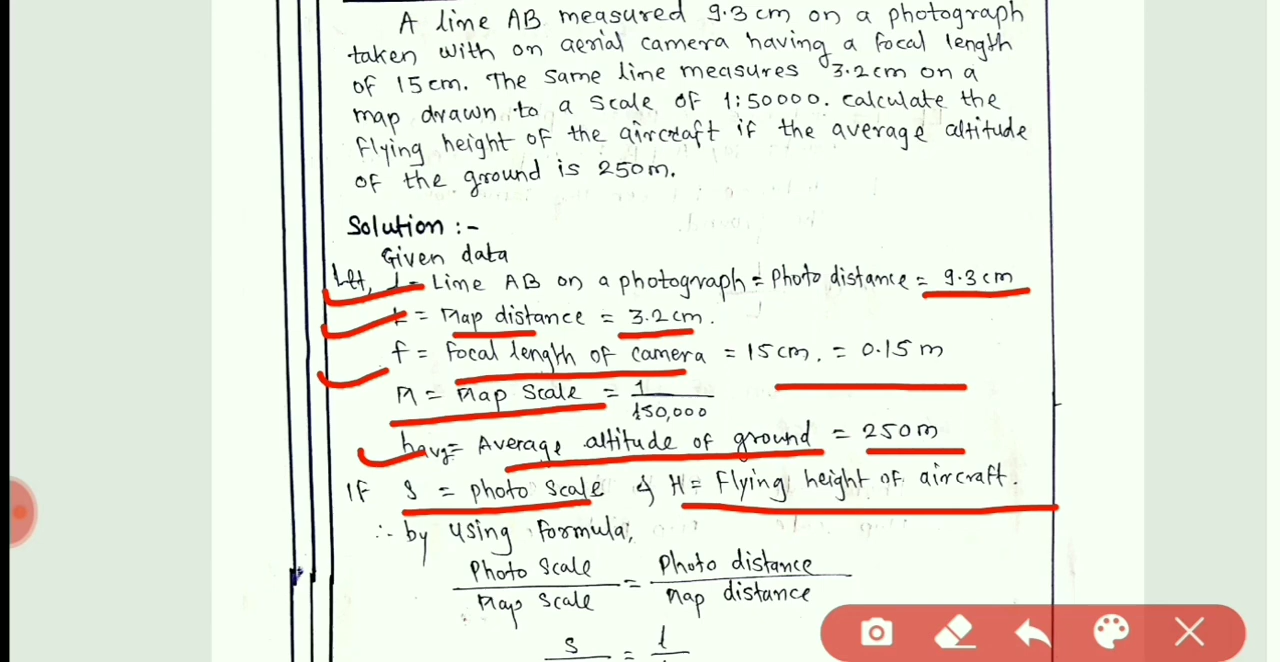 A line AB measured 9.3 cm on a photograph
taken with on aerial camera having a focal length
of 15 cm. The same line measures 3.2 cm on a
map drawn to a scale of 1:50000. calculate the
flying height of the aircraft if the average altitude
of the ground is 250m.
Solution :-
Given data
Let, l = Line AB on a photograph = Photo distance = 9.3 cm
L = Map distance = 3.2 cm.
f = focal length of camera = 15 cm. = 0.15 m
M = Map Scale = 1/150,000
havg = Average altitude of ground = 250m
IF S = photo scale & H = Flying height of aircraft.
∴ by using formula,
Photo Scale / Map Scale = Photo distance / Map distance
S = l